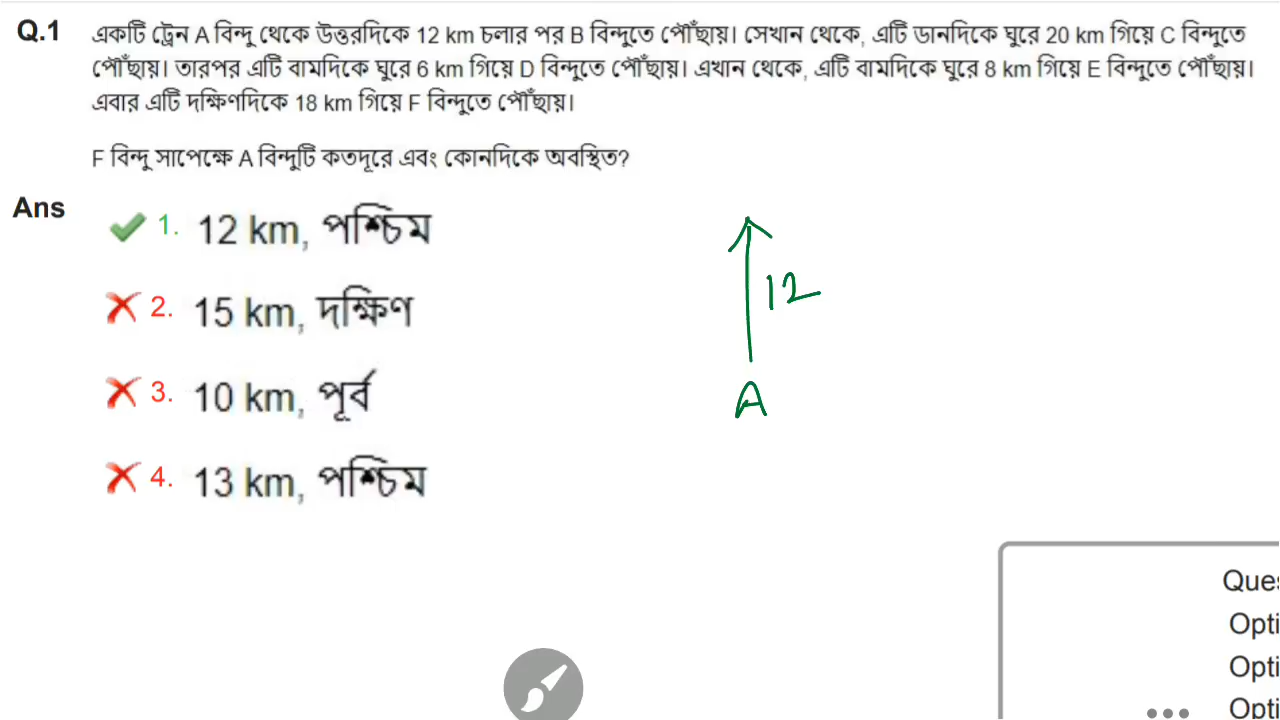 Q.1 একটি ট্রেন A বিন্দু থেকে উত্তরদিকে 12 km চলার পর B বিন্দুতে পৌঁছায়। সেখান থেকে, এটি ডানদিকে ঘুরে 20 km গিয়ে C বিন্দুতে
পৌঁছায়। তারপর এটি বামদিকে ঘুরে 6 km গিয়ে D বিন্দুতে পৌঁছায়। এখান থেকে, এটি বামদিকে ঘুরে 8 km গিয়ে E বিন্দুতে পৌঁছায়।
এবার এটি দক্ষিণদিকে 18 km গিয়ে F বিন্দুতে পৌঁছায়।
F বিন্দু সাপেক্ষে A বিন্দুটি কতদূরে এবং কোনদিকে অবস্থিত?
Ans
1. 12 km, পশ্চিম
2. 15 km, দক্ষিণ
3. 10 km, পূর্ব
4. 13 km, পশ্চিম
12
A
Ques
Opti
Opti
Opti